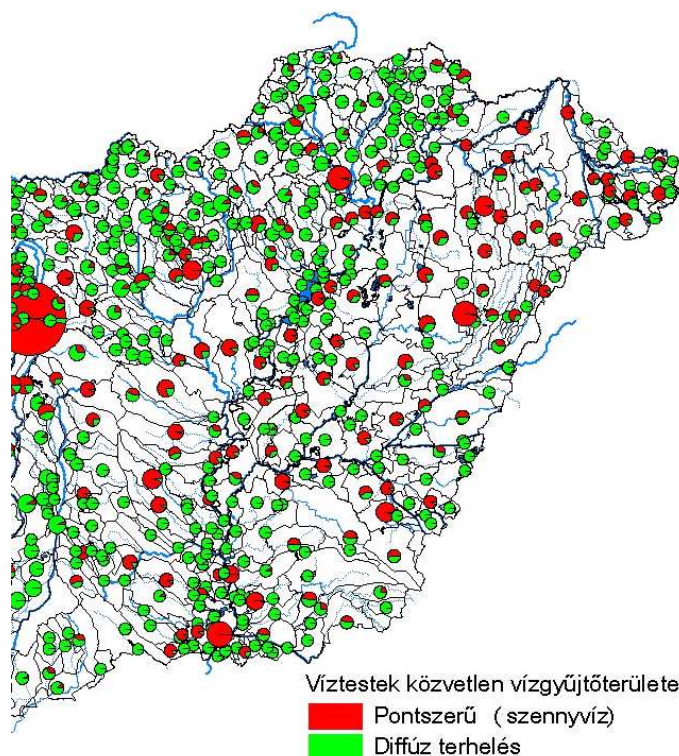 Víztestek közvetlen vízgyűjtőterülete
Pontszerű ( szennyvíz)
Diffúz terhelés